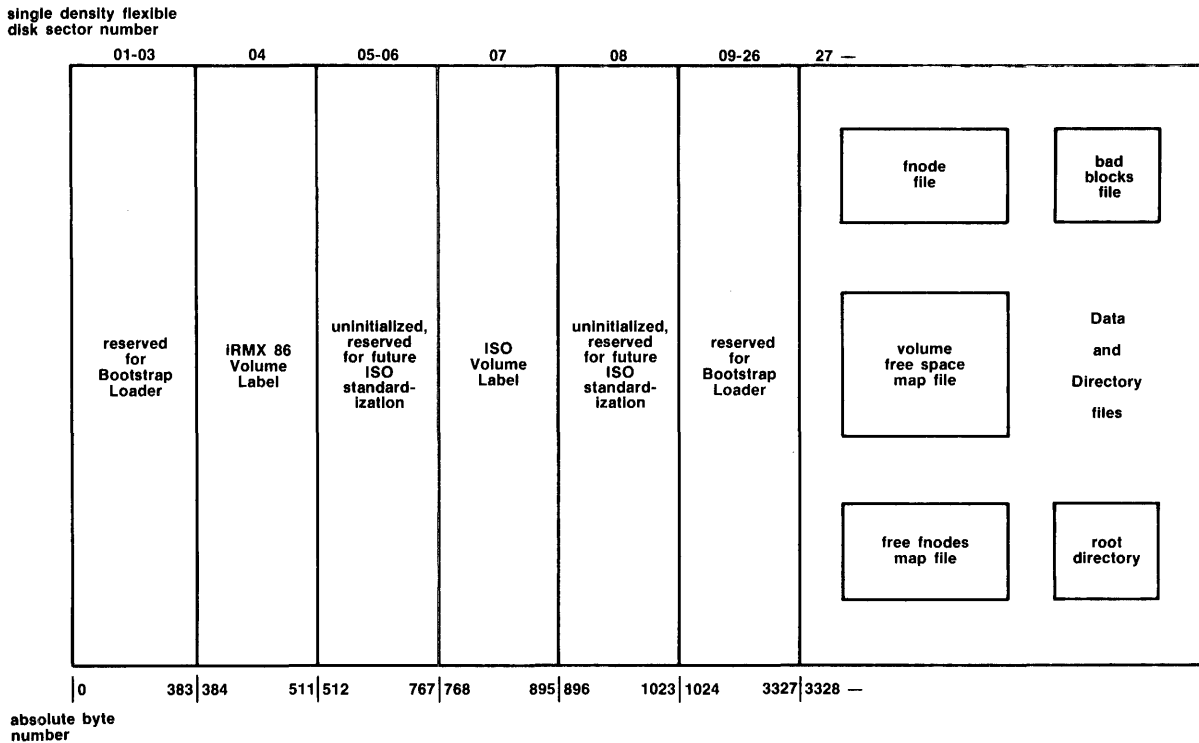 single density flexible
disk sector number
01-03 04 05-06 07 08 09-26 27 —
reserved
for
Bootstrap
Loader
iRMX 86
Volume
Label
uninitialized,
reserved
for future
ISO
standard-
ization
ISO
Volume
Label
uninitialized,
reserved
for future
ISO
standard-
ization
reserved
for
Bootstrap
Loader
fnode
file
bad
blocks
file
volume
free space
map file
Data
and
Directory
files
free fnodes
map file
root
directory
0 383 384 511 512 767 768 895 896 1023 1024 3327 3328 —
absolute byte
number